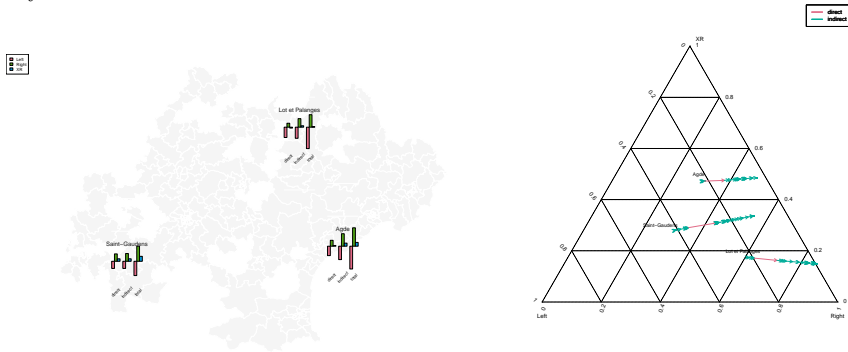 Left
Right
XR
Lot et Palanges
direct
indirect
total
Agde
direct
indirect
total
Saint−Gaudens
direct
indirect
total
direct
indirect
XR
0
1
0.2
0.8
0.4
0.6
Agde
0.6
0.4
Saint−Gaudens
0.8
0.2
Lot et Palanges
1
0
0
0.2
0.4
0.6
0.8
1
Left
Right